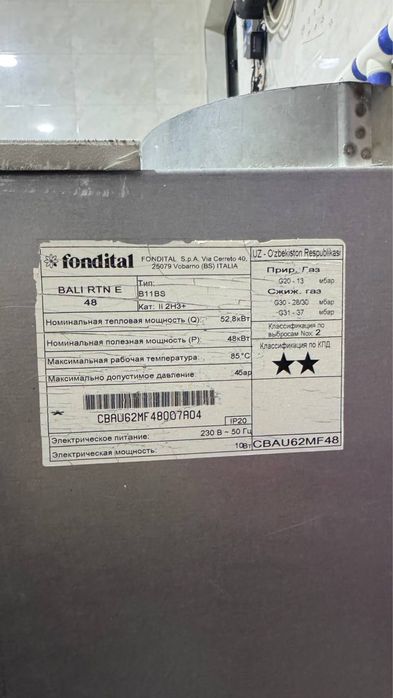 fondital
FONDITAL S.p.A. Via Cerreto 40,
25079 Vobarno (BS) ITALIA
UZ - O'zbekiston Respublikasi
BALI RTN E
48
Тип:
B11BS
Кат: II 2H3+
Прир. Газ
G20 - 13 мбар
Сжиж. газ
G30 - 28/30 мбар
G31 - 37 мбар
Номинальная тепловая мощность (Q): 52,8кВт
Номинальная полезная мощность (P): 48кВт
Максимальная рабочая температура: 85°C
Максимально допустимое давление: 4бар
Классификация по
выбросам Nox: 2
Классификация по КПД
★★
CBAU62MF48007A04
IP20
Электрическое питание: 230 В ~ 50 Гц
Электрическая мощность: 10Вт
CBAU62MF48